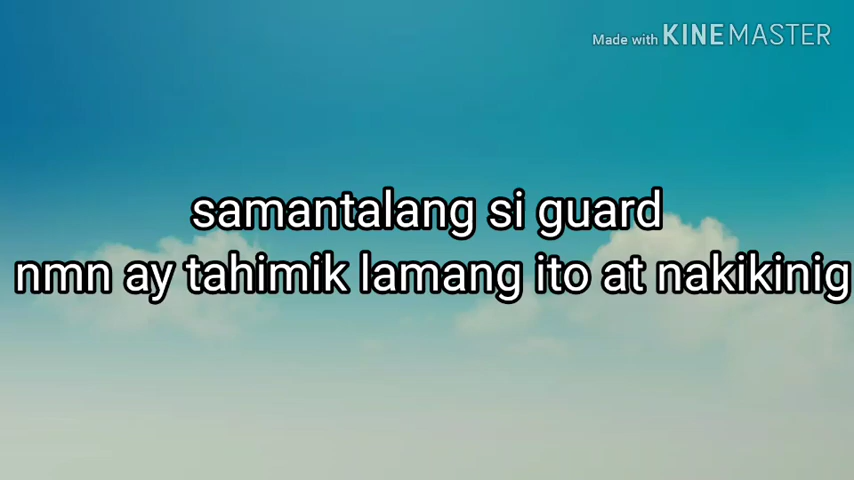 Made with KINEMASTER
samantalang si guard
nmn ay tahimik lamang ito at nakikinig